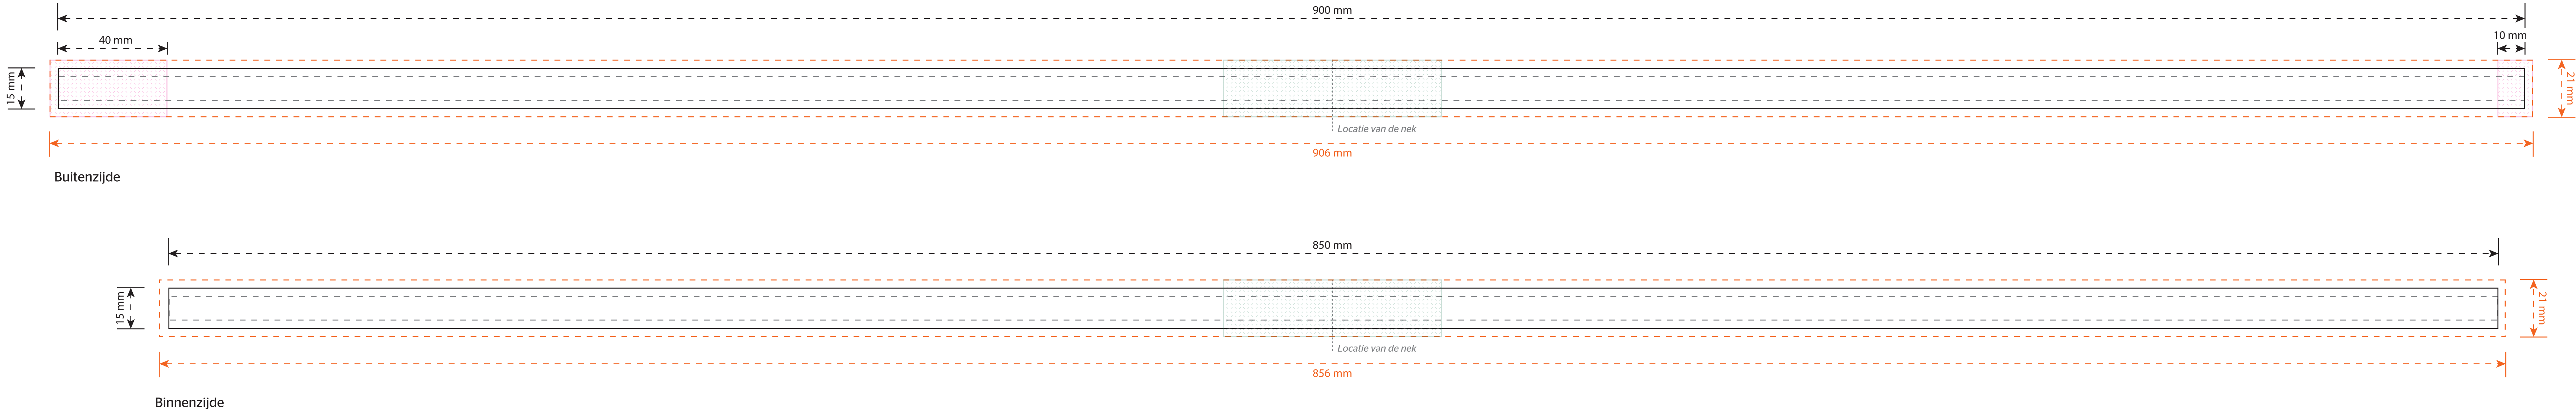 900 mm
40 mm
10 mm
15 mm
21 mm
Locatie van de nek
906 mm
Buitenzijde
850 mm
15 mm
21 mm
Locatie van de nek
856 mm
Binnenzijde